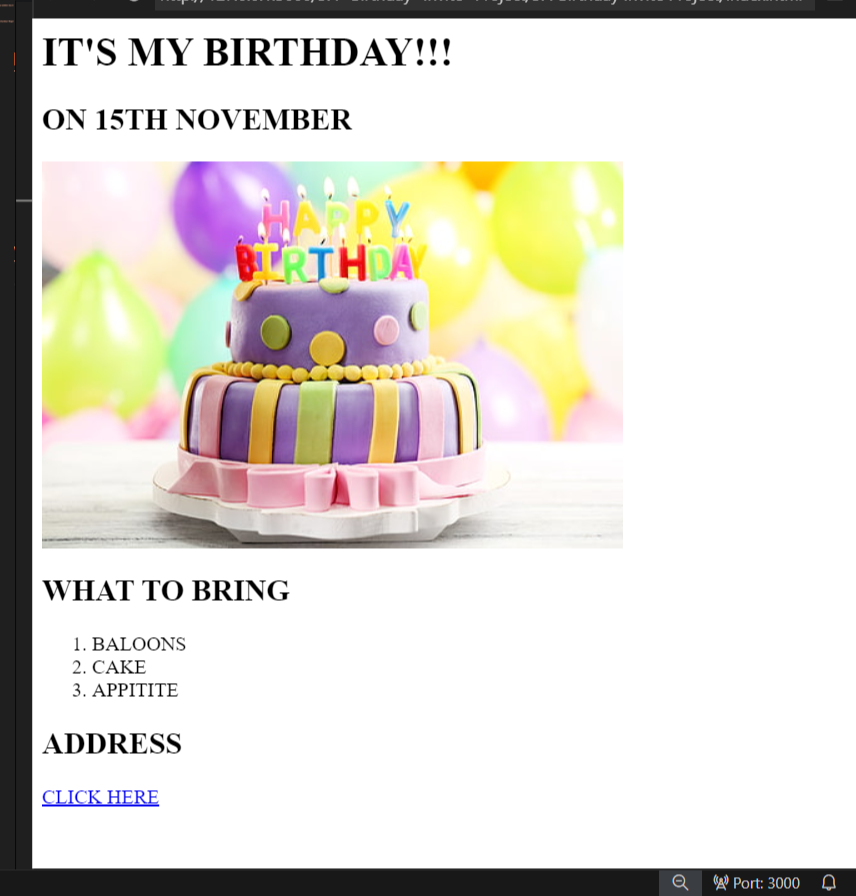 IT'S MY BIRTHDAY!!!
ON 15TH NOVEMBER
HAPPY
BIRTHDAY
WHAT TO BRING
1. BALOONS
2. CAKE
3. APPITITE
ADDRESS
CLICK HERE
Port: 3000